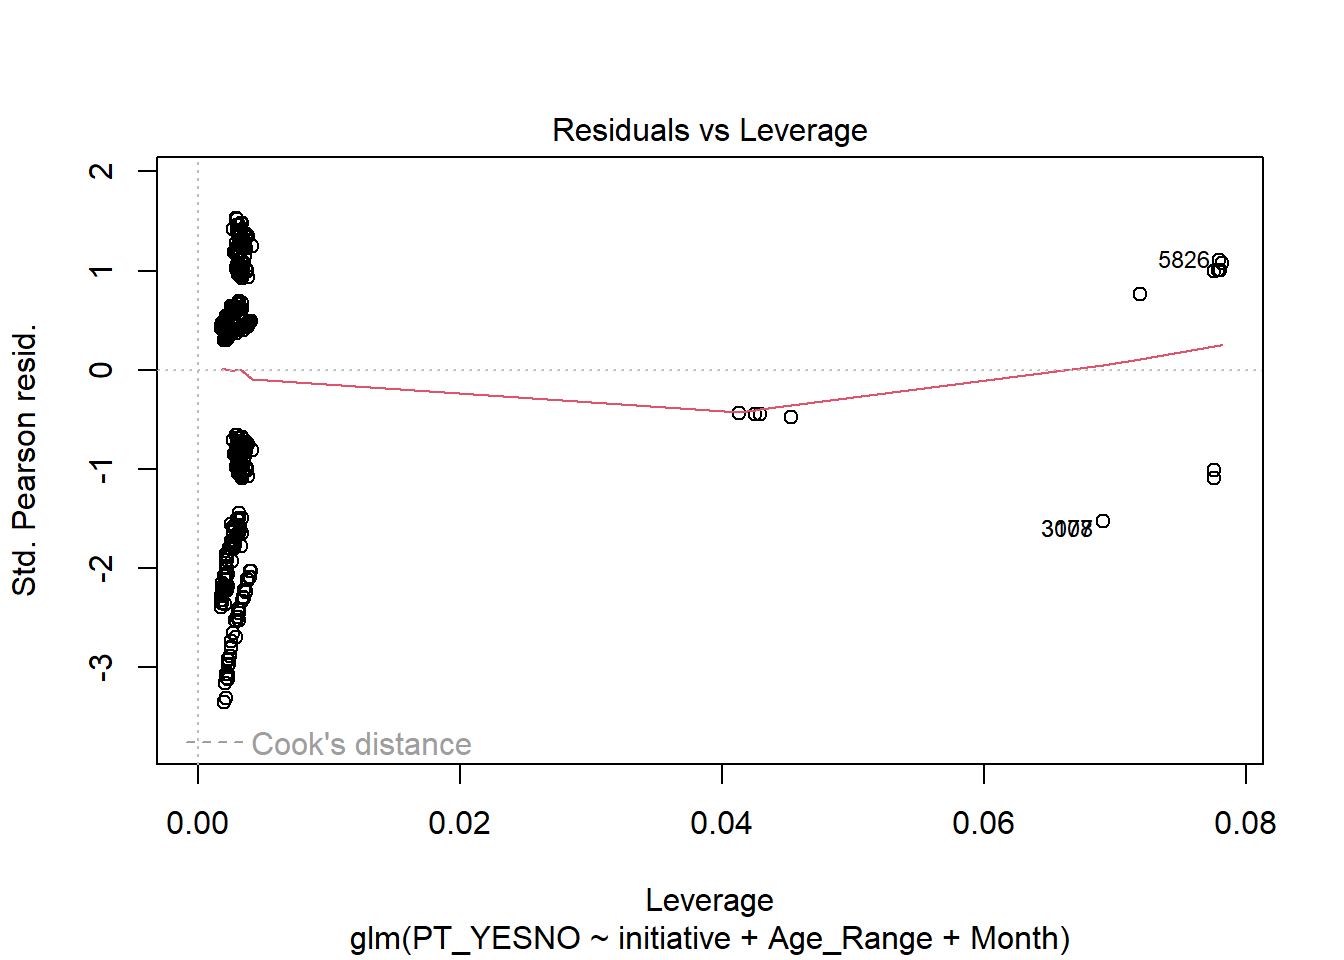 Residuals vs Leverage
Std. Pearson resid.
2
1
0
-1
-2
-3
5826
Cook's distance
0.00
0.02
0.04
0.06
0.08
Leverage
glm(PT_YESNO ~ initiative + Age_Range + Month)